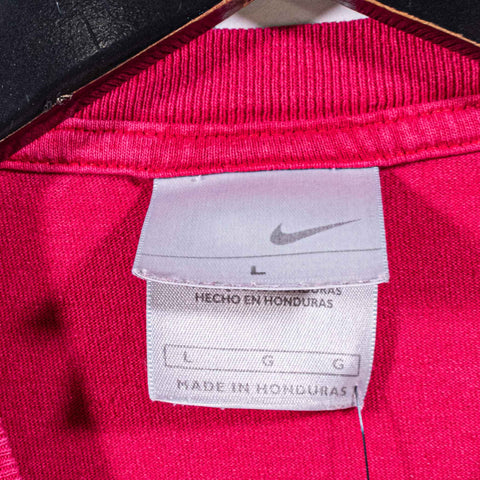 L
HECHO EN HONDURAS
L G G
MADE IN HONDURAS